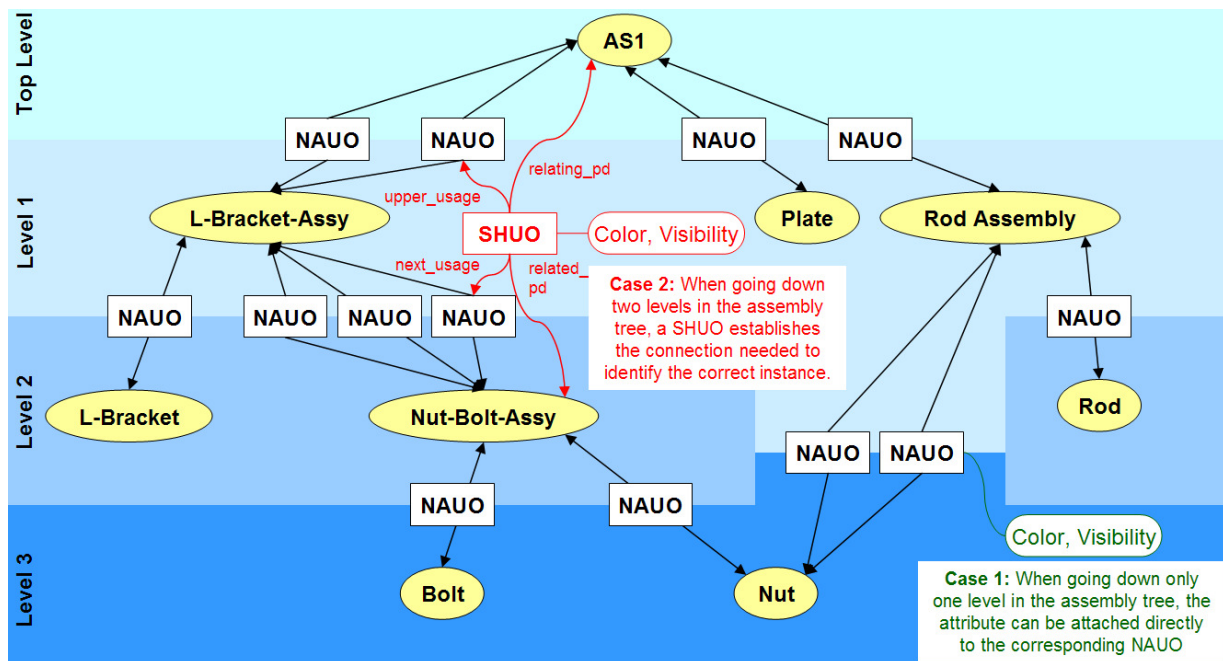 Top Level
AS1
NAUO
NAUO
NAUO
NAUO
relating_pd
upper_usage
Level 1
L-Bracket-Assy
SHUO
Color, Visibility
Plate
Rod Assembly
next_usage
related_
pd
Case 2: When going down
two levels in the assembly
tree, a SHUO establishes
the connection needed to
identify the correct instance.
NAUO
NAUO
NAUO
NAUO
NAUO
Level 2
L-Bracket
Nut-Bolt-Assy
Rod
NAUO
NAUO
NAUO
NAUO
Level 3
Color, Visibility
Bolt
Nut
Case 1: When going down only
one level in the assembly tree, the
attribute can be attached directly
to the corresponding NAUO